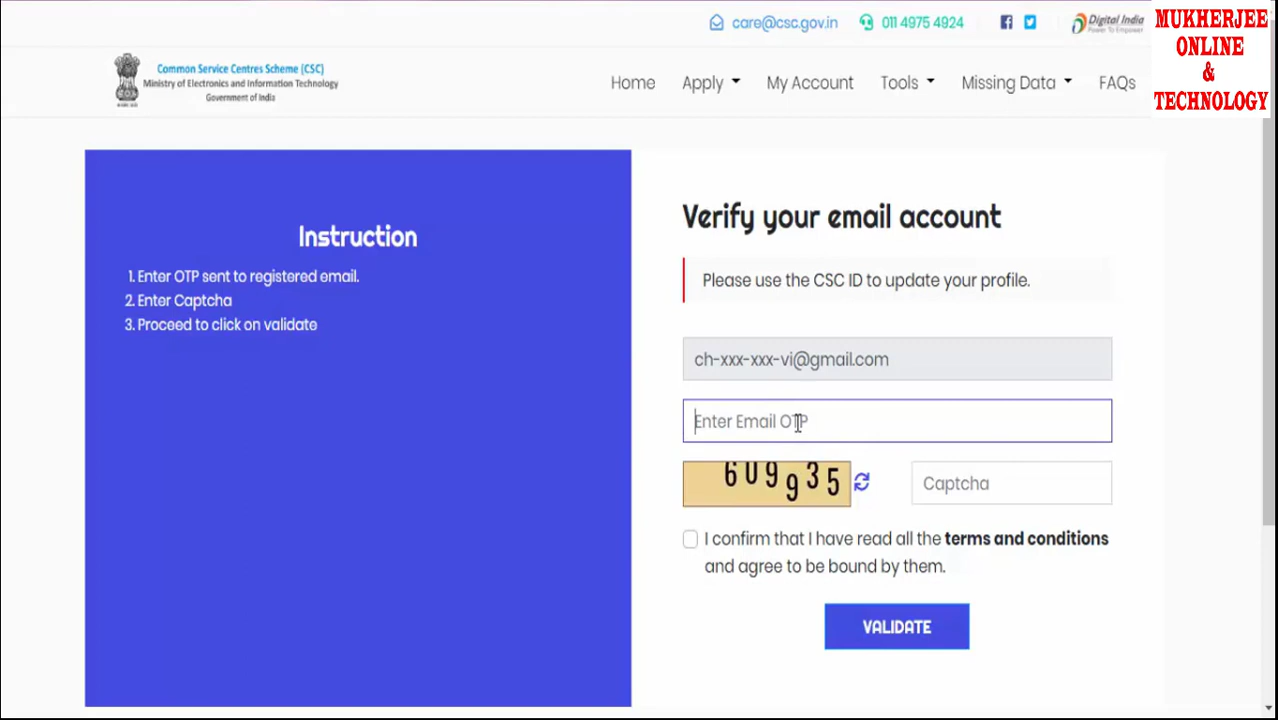 care@csc.gov.in 011 4975 4924 Digital India
Power To Empower
MUKHERJEE
ONLINE
&
TECHNOLOGY
Common Service Centres Scheme (CSC)
Ministry of Electronics and Information Technology
Government of India
Home Apply My Account Tools Missing Data FAQs
Instruction
1. Enter OTP sent to registered email.
2. Enter Captcha
3. Proceed to click on validate
Verify your email account
Please use the CSC ID to update your profile.
ch-xxx-xxx-vi@gmail.com
Enter Email OTP
609935
Captcha
I confirm that I have read all the terms and conditions
and agree to be bound by them.
VALIDATE